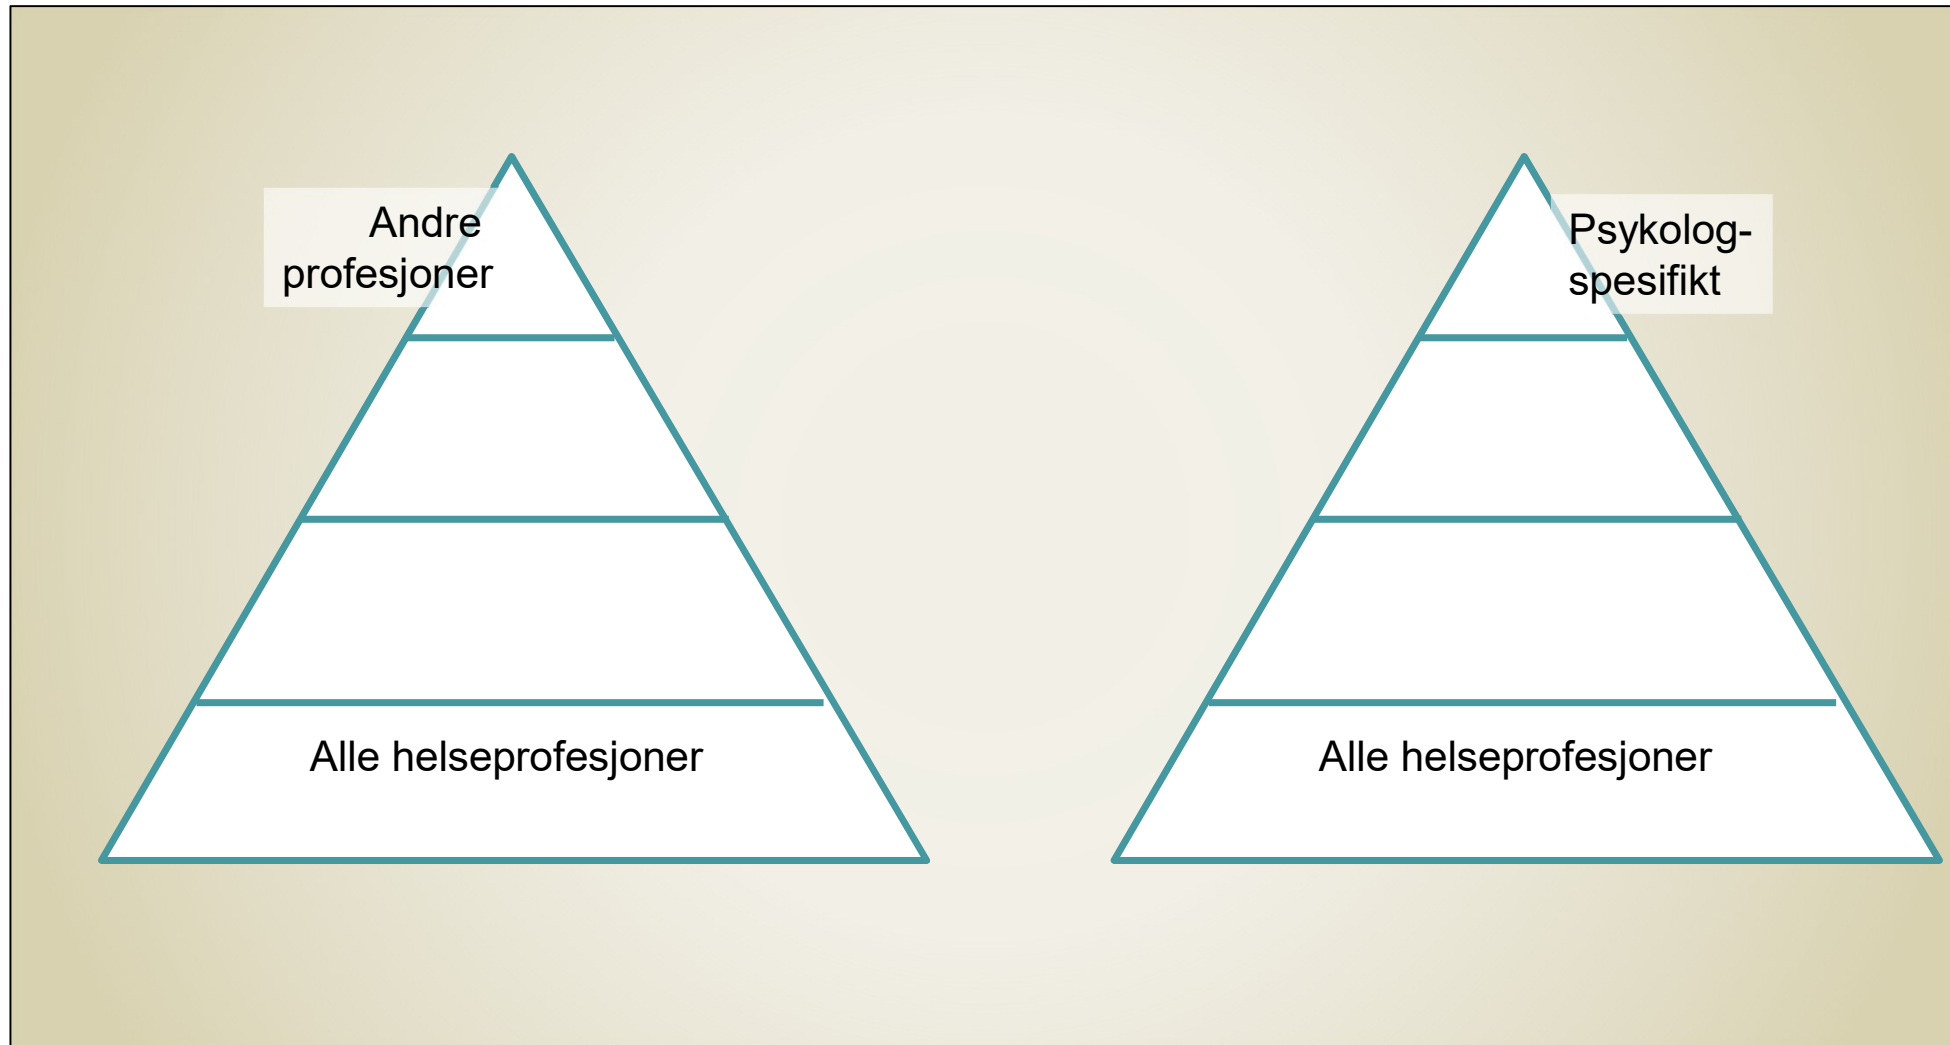 Andre
profesjoner
Psykolog-
spesifikt
Alle helseprofesjoner
Alle helseprofesjoner